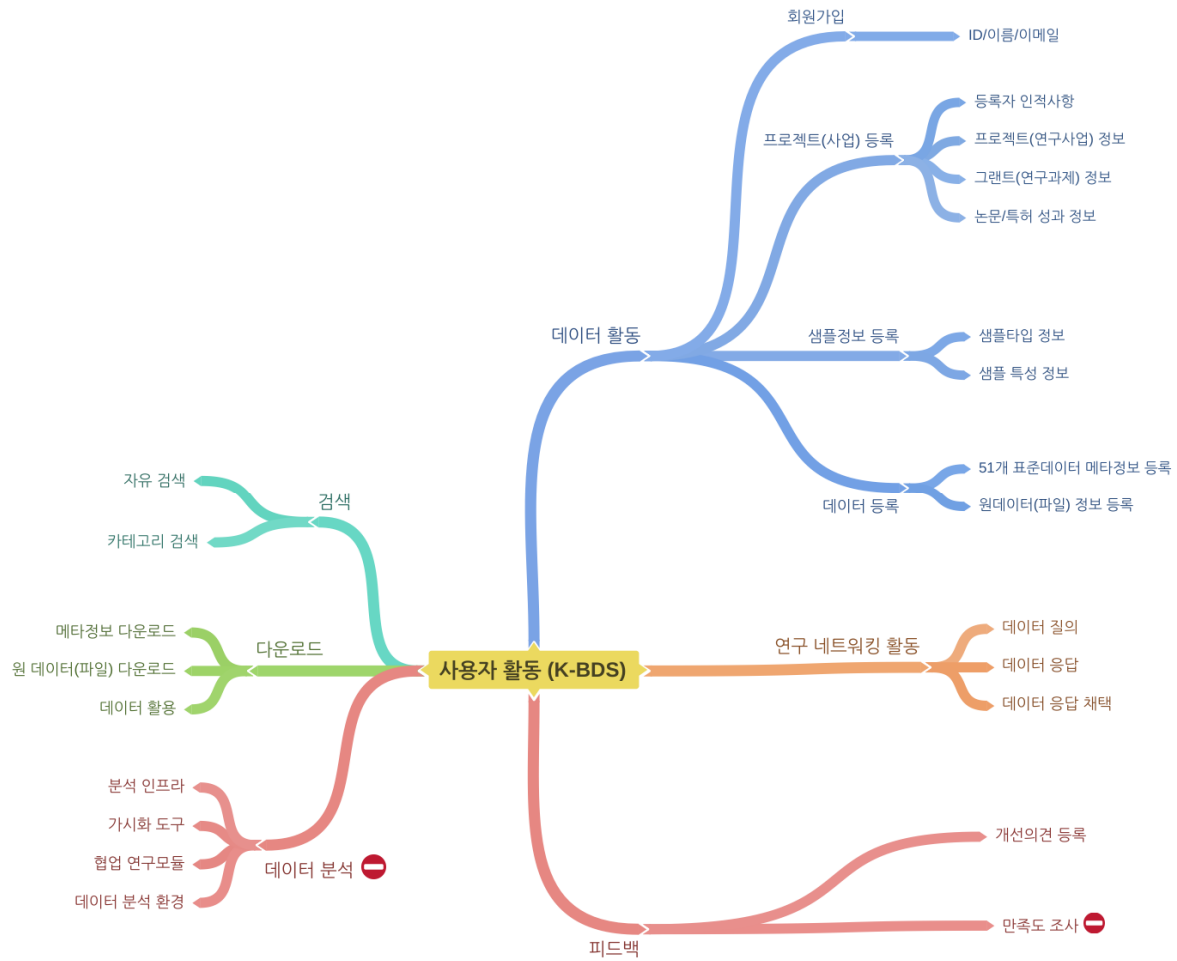 사용자 활동 (K-BDS)
데이터 활동
회원가입
ID/이름/이메일
프로젝트(사업) 등록
등록자 인적사항
프로젝트(연구사업) 정보
그랜트(연구과제) 정보
논문/특허 성과 정보
샘플정보 등록
샘플타입 정보
샘플 특성 정보
데이터 등록
51개 표준데이터 메타정보 등록
원데이터(파일) 정보 등록
연구 네트워킹 활동
데이터 질의
데이터 응답
데이터 응답 채택
피드백
개선의견 등록
만족도 조사
검색
자유 검색
카테고리 검색
다운로드
메타정보 다운로드
원 데이터(파일) 다운로드
데이터 활용
데이터 분석
분석 인프라
가시화 도구
협업 연구모듈
데이터 분석 환경